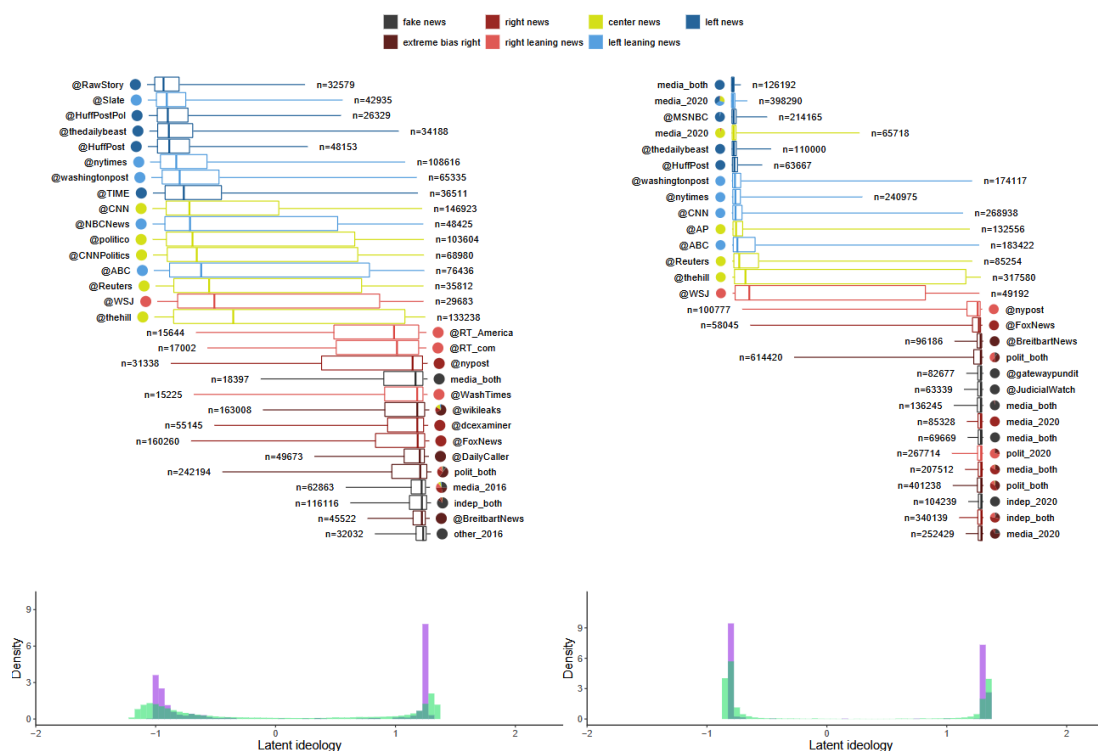 fake news right news center news left news
extreme bias right right leaning news left leaning news
@RawStory n=32579
@Slate n=42935
@HuffPostPol n=26329
@thedailybeast n=34188
@HuffPost n=48153
@nytimes n=108616
@washingtonpost n=65335
@TIME n=36511
@CNN n=146923
@NBCNews n=48425
@politico n=103604
@CNNPolitics n=68980
@ABC n=76436
@Reuters n=35812
@WSJ n=29683
@thehill n=133238
n=15644 @RT_America
n=17002 @RT_com
n=31338 @nypost
n=18397 media_both
n=15225 @WashTimes
n=163008 @wikileaks
n=55145 @dcexaminer
n=160260 @FoxNews
n=49673 @DailyCaller
n=242194 polit_both
n=62863 media_2016
n=116116 indep_both
n=45522 @BreitbartNews
n=32032 other_2016
media_both n=126192
media_2020 n=398290
@MSNBC n=214165
media_2020 n=65718
@thedailybeast n=110000
@HuffPost n=63667
@washingtonpost n=174117
@nytimes n=240975
@CNN n=268938
@AP n=132556
@ABC n=183422
@Reuters n=85254
@thehill n=317580
@WSJ n=49192
n=100777 @nypost
n=58045 @FoxNews
n=96186 @BreitbartNews
n=614420 polit_both
n=82677 @gatewaypundit
n=63339 @JudicialWatch
n=136245 media_both
n=85328 media_2020
n=69669 media_both
n=267714 polit_2020
n=207512 media_both
n=401238 polit_both
n=104239 indep_2020
n=340139 indep_both
n=252429 media_2020
Density
9
6
3
0
-2 -1 0 1 2
Latent ideology
Density
9
6
3
0
-2 -1 0 1 2
Latent ideology